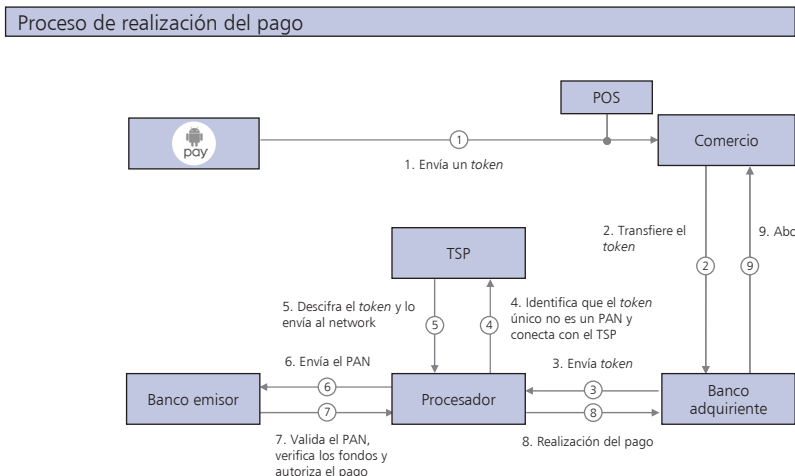 Proceso de realización del pago
POS
pay
Comercio
1
1. Envía un token
2. Transfiere el
token
9. Abo
2
9
TSP
5. Descifra el token y lo
envía al network
5
4
4. Identifica que el token
único no es un PAN y
conecta con el TSP
6. Envía el PAN
3. Envía token
Banco emisor
6
7
Procesador
3
8
Banco
adquiriente
7. Valida el PAN,
verifica los fondos y
autoriza el pago
8. Realización del pago